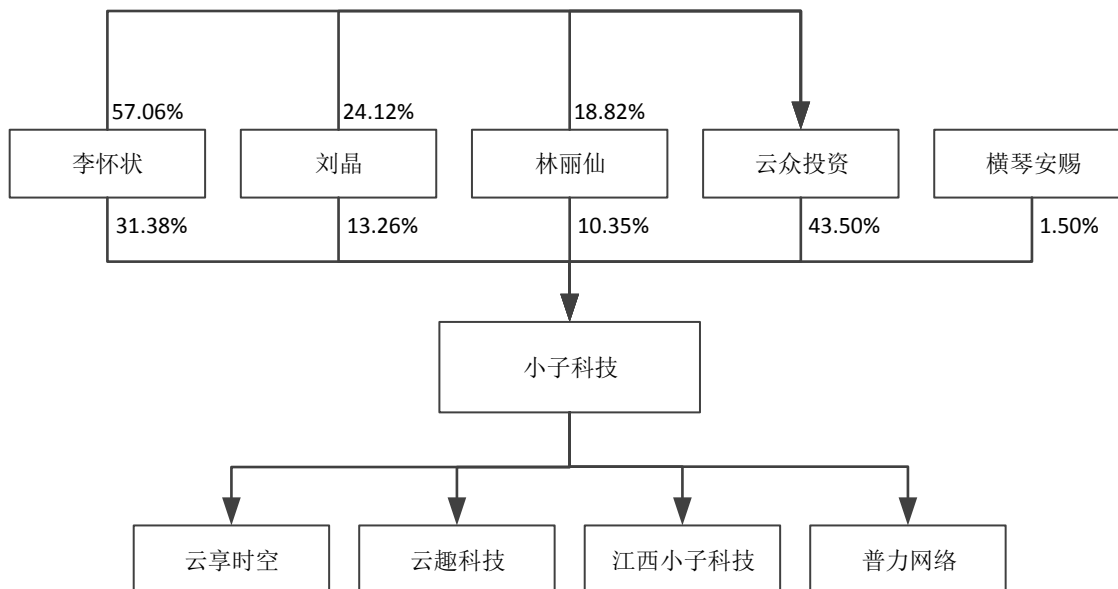 57.06%
24.12%
18.82%
李怀状
刘晶
林丽仙
云众投资
横琴安赐
31.38%
13.26%
10.35%
43.50%
1.50%
小子科技
云享时空
云趣科技
江西小子科技
普力网络